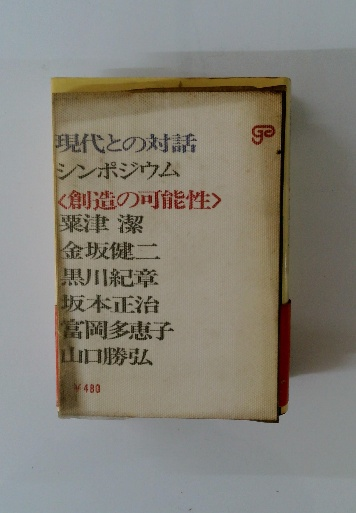 現代との対話
シンポジウム
〈創造の可能性〉
粟津 潔
金坂健二
黒川紀章
坂本正治
富岡多恵子
山口勝弘
¥480